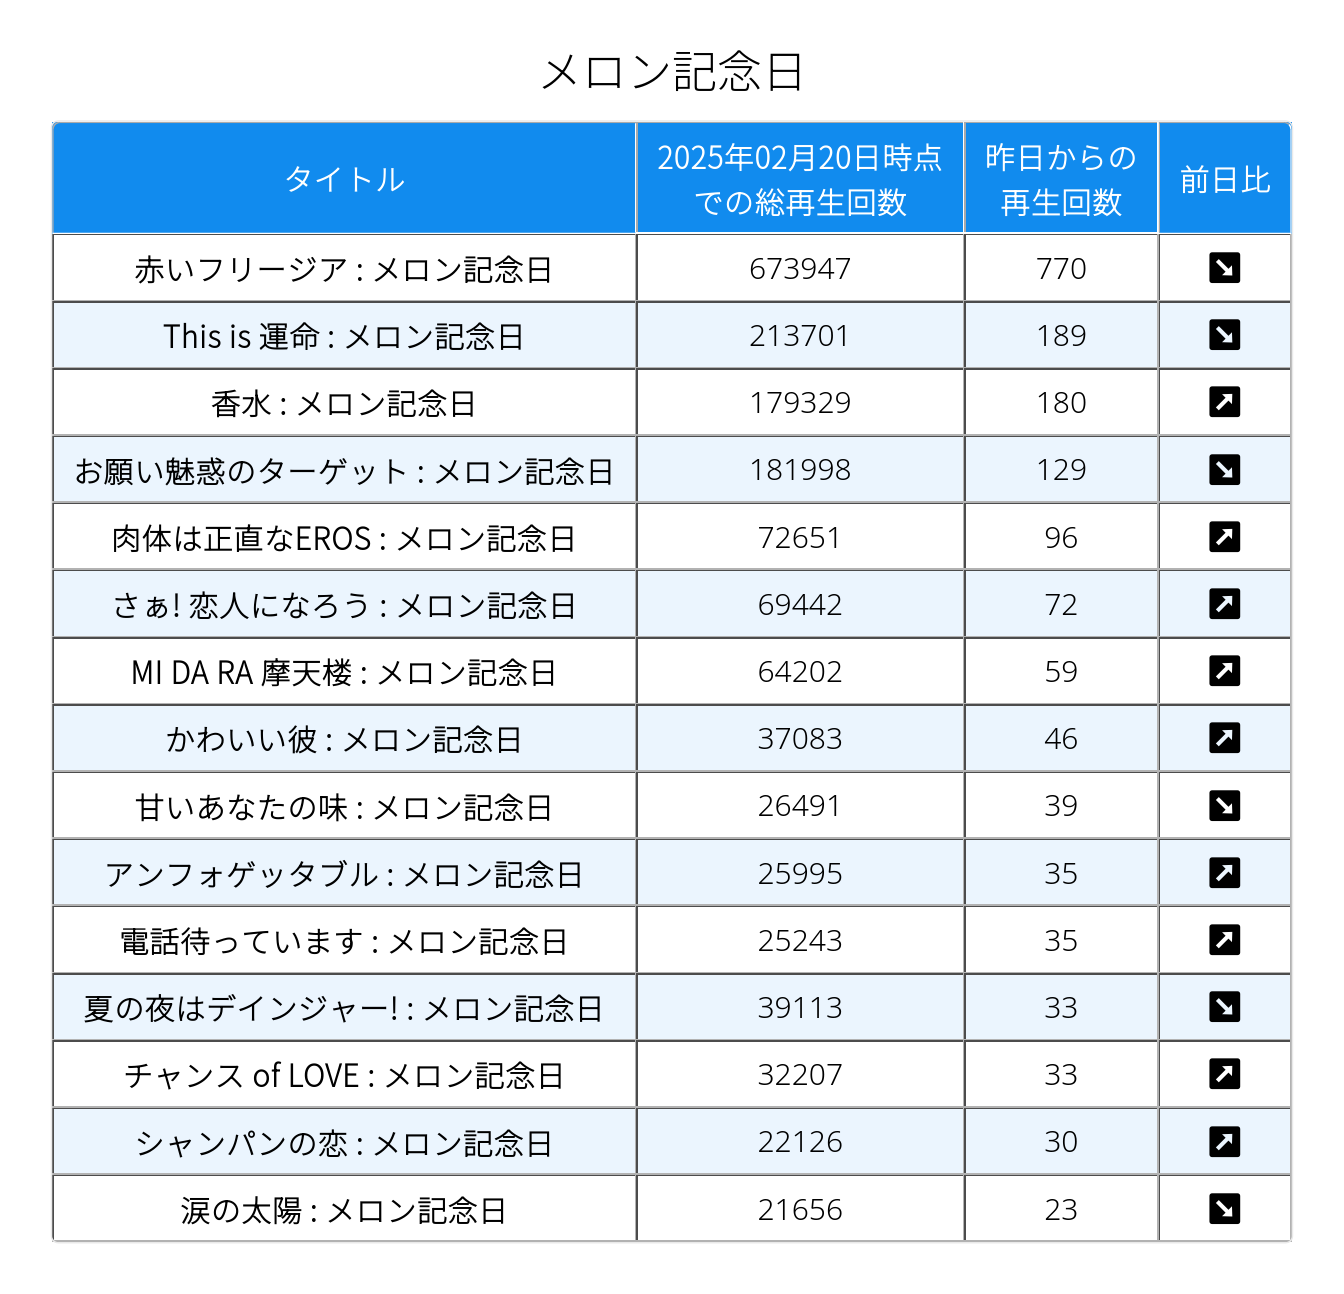 メロン記念日
タイトル 2025年02月20日時点での総再生回数 昨日からの再生回数 前日比
赤いフリージア : メロン記念日 673947 770 ↘
This is 運命 : メロン記念日 213701 189 ↘
香水 : メロン記念日 179329 180 ↗
お願い魅惑のターゲット : メロン記念日 181998 129 ↘
肉体は正直なEROS : メロン記念日 72651 96 ↗
さぁ! 恋人になろう : メロン記念日 69442 72 ↗
MI DA RA 摩天楼 : メロン記念日 64202 59 ↗
かわいい彼 : メロン記念日 37083 46 ↗
甘いあなたの味 : メロン記念日 26491 39 ↘
アンフォゲッタブル : メロン記念日 25995 35 ↗
電話待っています : メロン記念日 25243 35 ↗
夏の夜はデインジャー! : メロン記念日 39113 33 ↘
チャンス of LOVE : メロン記念日 32207 33 ↗
シャンパンの恋 : メロン記念日 22126 30 ↗
涙の太陽 : メロン記念日 21656 23 ↘